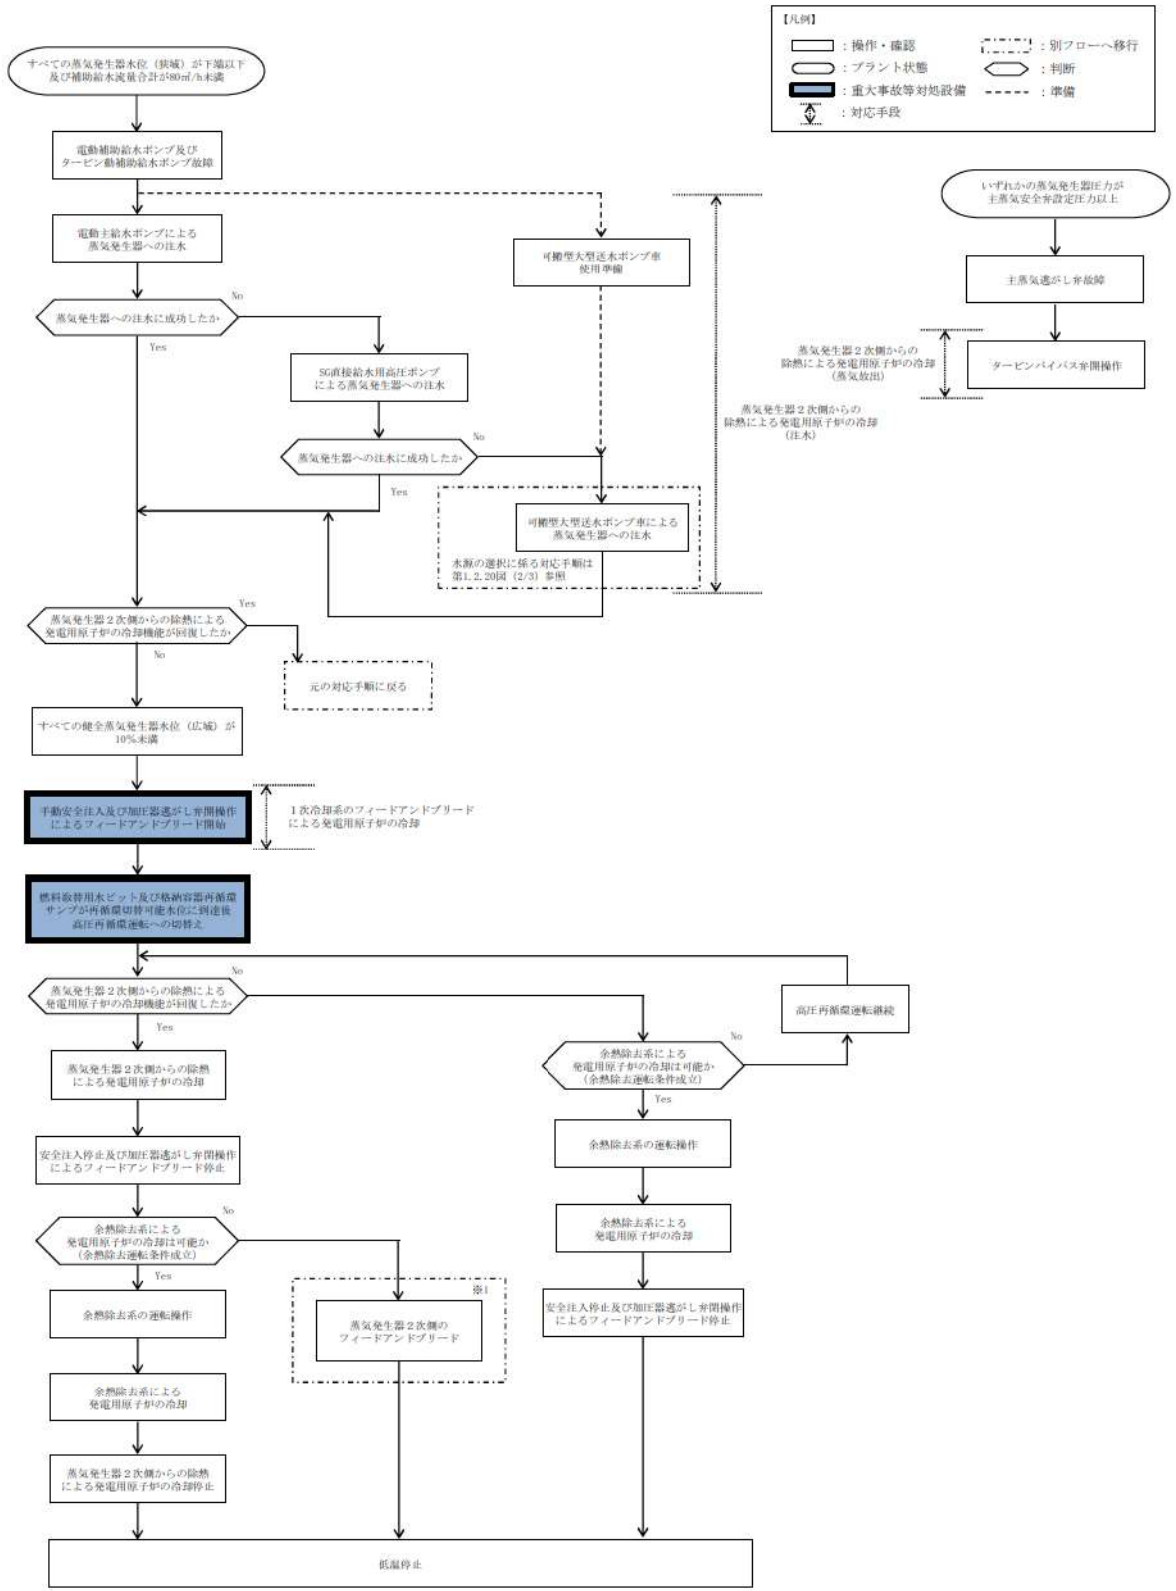 【凡例】
：操作・確認
：別フローへ移行
：プラント状態
：判断
：重大事故等対処設備
：準備
：対応手段
すべての蒸気発生器水位（狭域）が下端以下
及び補助給水流量合計が80㎥/h未満
電動補助給水ポンプ及び
タービン動補助給水ポンプ故障
電動主給水ポンプによる
蒸気発生器への注水
可搬型大型送水ポンプ車
使用準備
蒸気発生器への注水に成功したか
No
Yes
SG直接給水用高圧ポンプ
による蒸気発生器への注水
蒸気発生器への注水に成功したか
No
Yes
可搬型大型送水ポンプ車による
蒸気発生器への注水
水源の選択に係る対応手順は
第1.2.20図（2/3）参照
蒸気発生器２次側からの
除熱による発電用原子炉の冷却
（注水）
いずれかの蒸気発生器圧力が
主蒸気安全弁設定圧力以上
主蒸気逃がし弁故障
タービンバイパス弁開操作
蒸気発生器２次側からの
除熱による発電用原子炉の冷却
（蒸気放出）
蒸気発生器２次側からの除熱による
発電用原子炉の冷却機能が回復したか
Yes
No
元の対応手順に戻る
すべての健全蒸気発生器水位（広域）が
10％未満
手動安全注入及び加圧器逃がし弁開操作
によるフィードアンドブリード開始
１次冷却系のフィードアンドブリード
による発電用原子炉の冷却
燃料取替用水ピット及び格納容器再循環
サンプが再循環切替可能水位に到達後
高圧再循環運転への切替え
蒸気発生器２次側からの除熱による
発電用原子炉の冷却機能が回復したか
No
Yes
高圧再循環運転継続
余熱除去系による
発電用原子炉の冷却は可能か
（余熱除去運転条件成立）
No
Yes
蒸気発生器２次側からの除熱
による発電用原子炉の冷却
余熱除去系の運転操作
安全注入停止及び加圧器逃がし弁閉操作
によるフィードアンドブリード停止
余熱除去系による
発電用原子炉の冷却
余熱除去系による
発電用原子炉の冷却は可能か
（余熱除去運転条件成立）
No
Yes
安全注入停止及び加圧器逃がし弁閉操作
によるフィードアンドブリード停止
※1
蒸気発生器２次側の
フィードアンドブリード
余熱除去系の運転操作
余熱除去系による
発電用原子炉の冷却
蒸気発生器２次側からの除熱
による発電用原子炉の冷却停止
低温停止